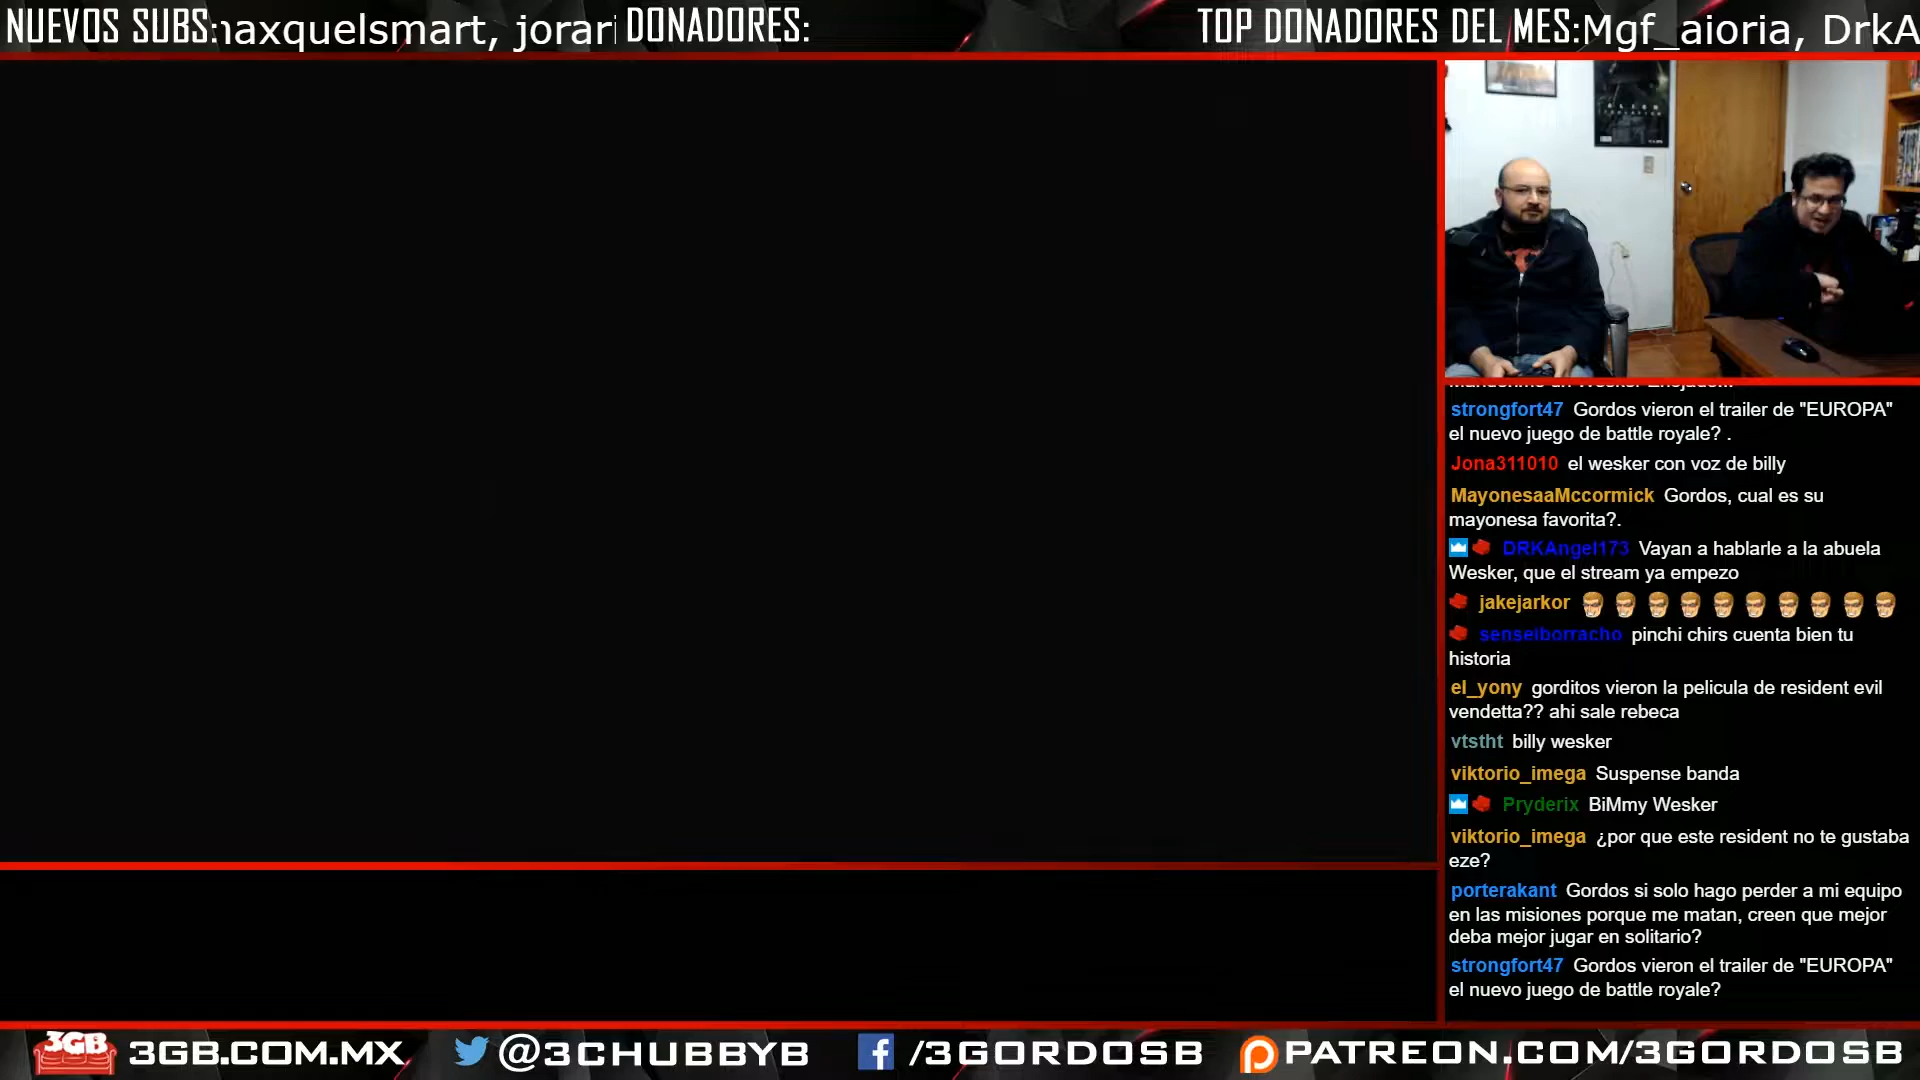 NUEVOS SUBS: naxquelsmart, jorar DONADORES: TOP DONADORES DEL MES: Mgf_aioria, DrkA
ALIEN
strongfort47 Gordos vieron el trailer de "EUROPA"
el nuevo juego de battle royale? .
Jona311010 el wesker con voz de billy
MayonesaaMccormick Gordos, cual es su
mayonesa favorita?.
DRKAngel173 Vayan a hablarle a la abuela
Wesker, que el stream ya empezo
jakejarkor
senseiborracho pinchi chirs cuenta bien tu
historia
el_yony gorditos vieron la pelicula de resident evil
vendetta?? ahi sale rebeca
vtstht billy wesker
viktorio_imega Suspense banda
Pryderix BiMmy Wesker
viktorio_imega ¿por que este resident no te gustaba
eze?
porterakant Gordos si solo hago perder a mi equipo
en las misiones porque me matan, creen que mejor
deba mejor jugar en solitario?
strongfort47 Gordos vieron el trailer de "EUROPA"
el nuevo juego de battle royale?
3GB 3GB.COM.MX @3CHUBBYB f /3GORDOSB PATREON.COM/3GORDOSB